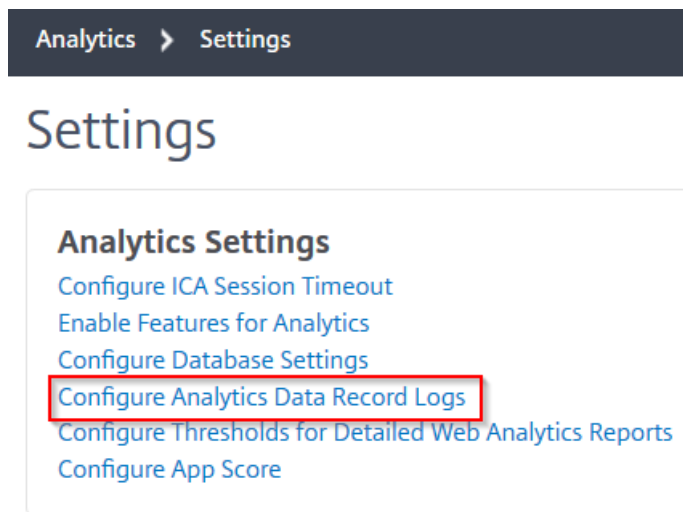 Analytics > Settings
Settings
Analytics Settings
Configure ICA Session Timeout
Enable Features for Analytics
Configure Database Settings
Configure Analytics Data Record Logs
Configure Thresholds for Detailed Web Analytics Reports
Configure App Score